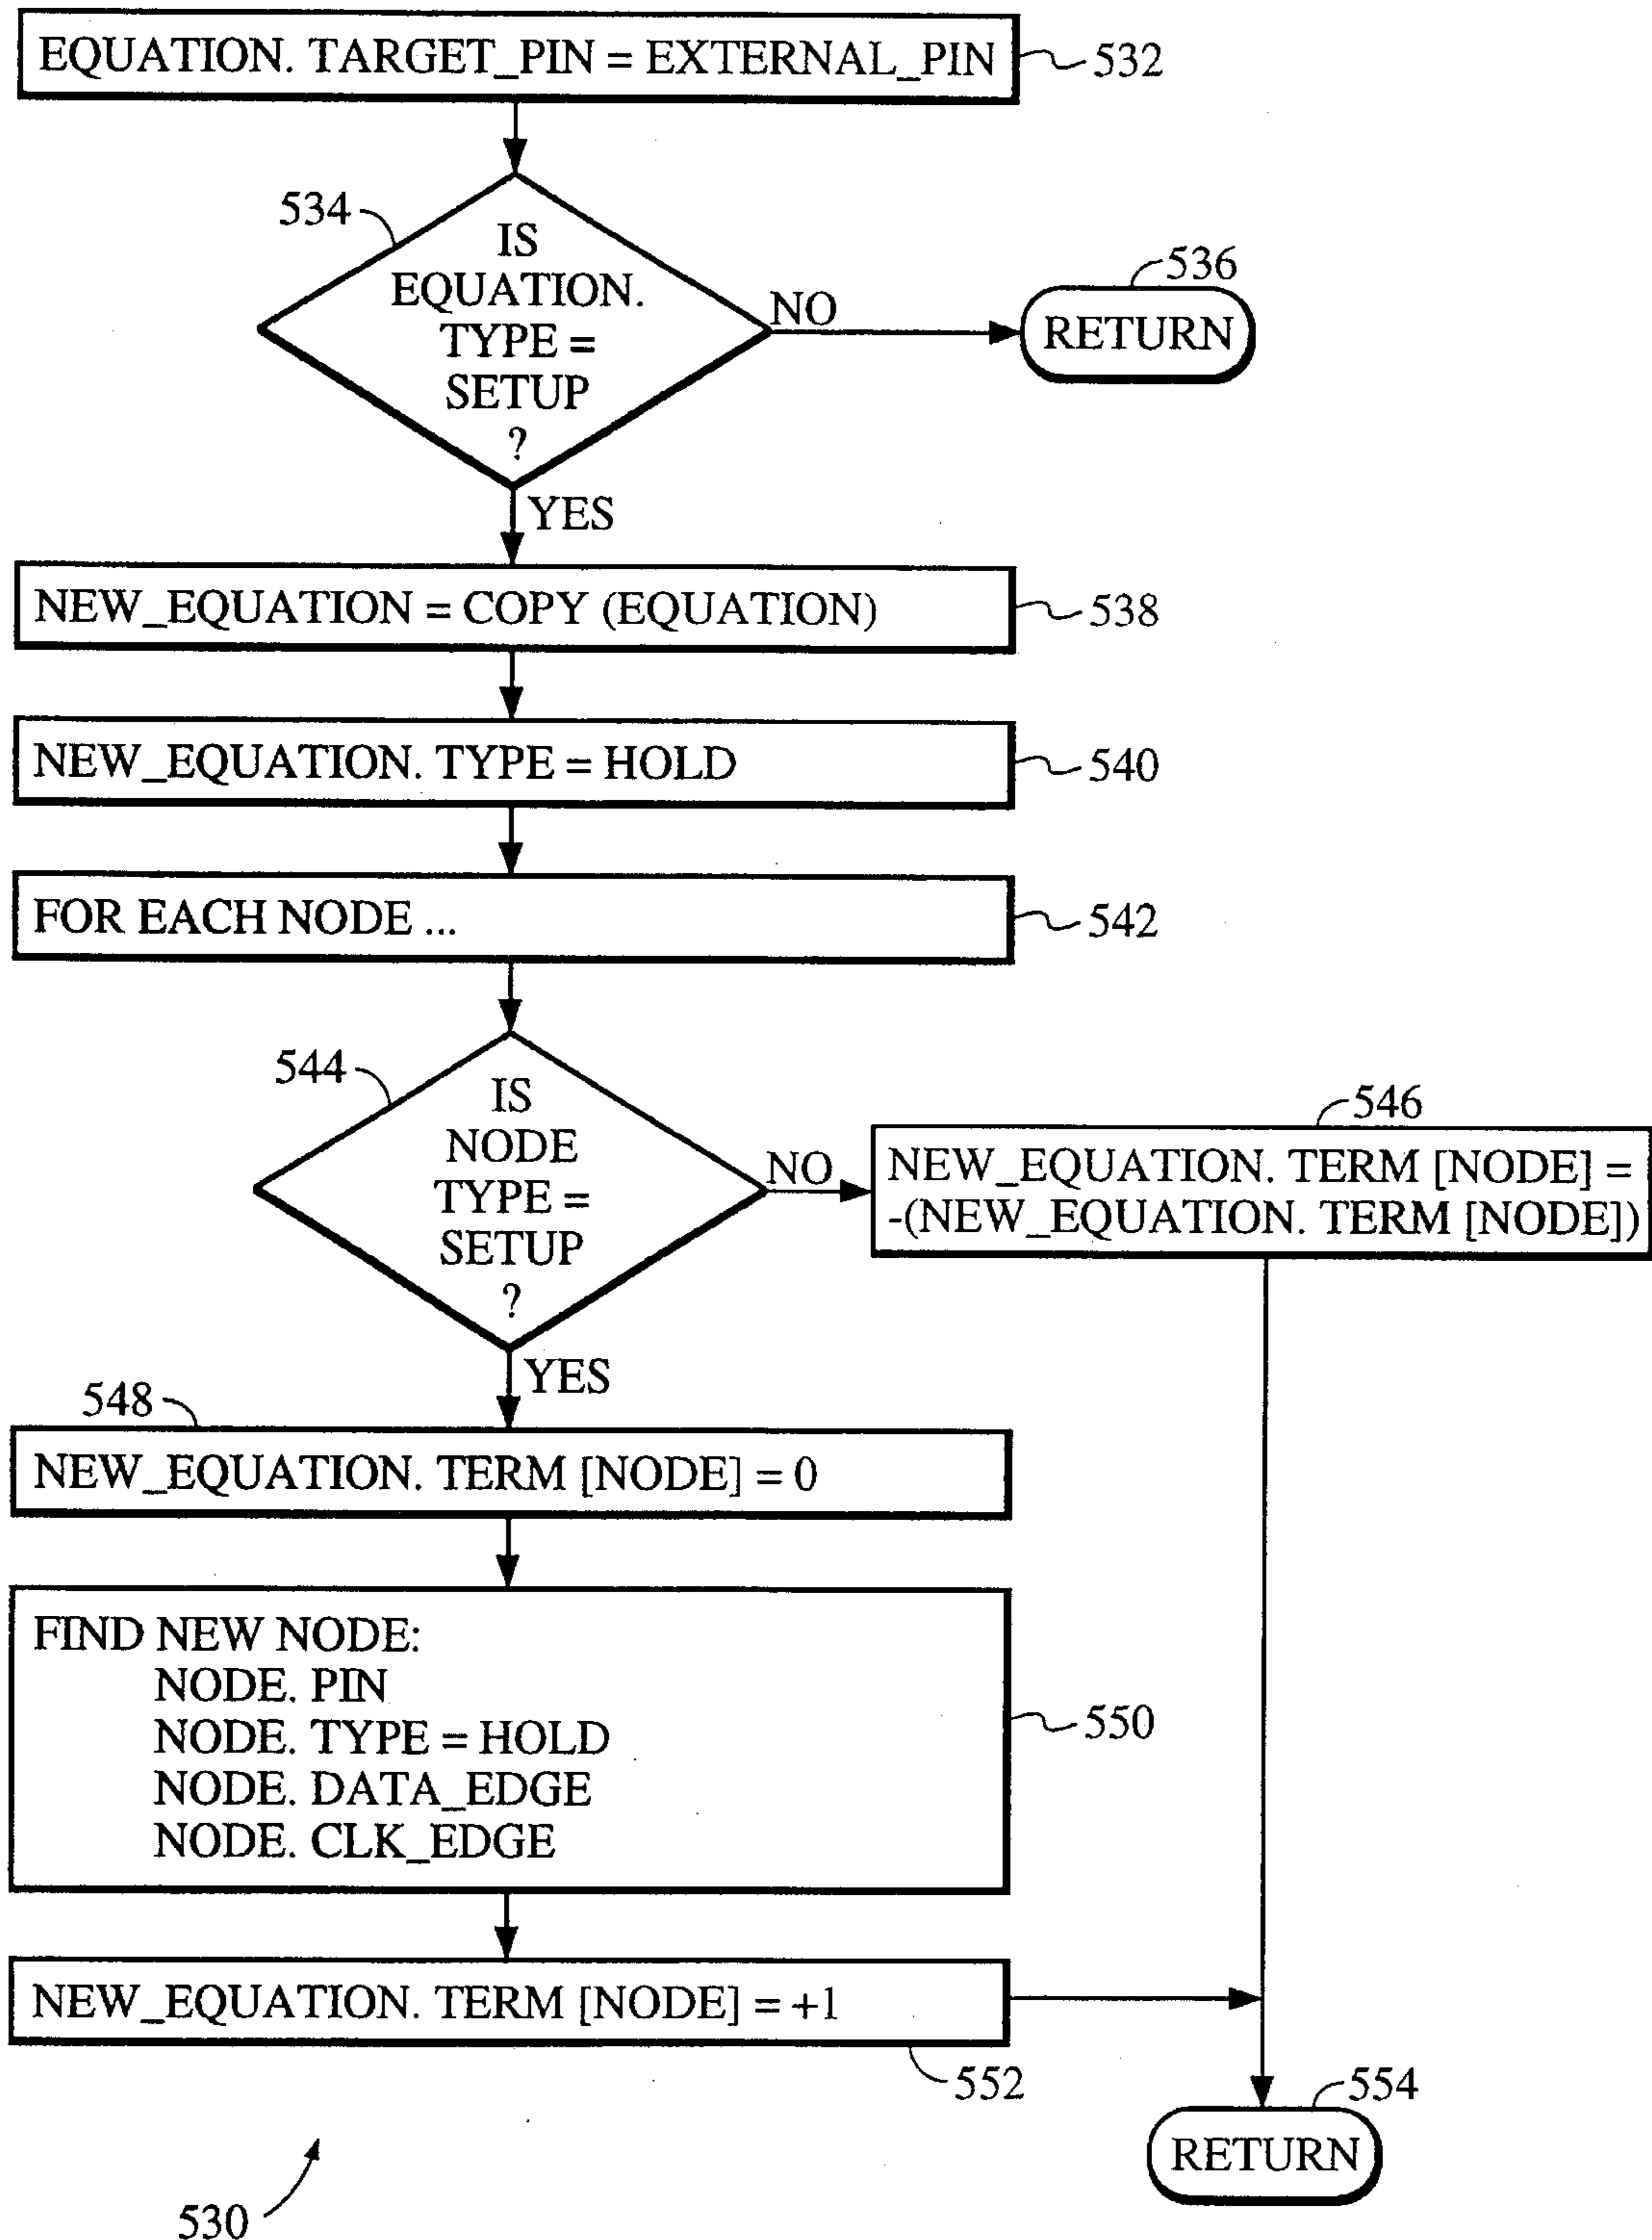 EQUATION. TARGET_PIN = EXTERNAL_PIN
532
534
IS
EQUATION.
TYPE =
SETUP
?
NO
536
RETURN
YES
NEW_EQUATION = COPY (EQUATION)
538
NEW_EQUATION. TYPE = HOLD
540
FOR EACH NODE ...
542
544
IS
NODE
TYPE =
SETUP
?
NO
546
NEW_EQUATION. TERM [NODE] =
-(NEW_EQUATION. TERM [NODE])
YES
548
NEW_EQUATION. TERM [NODE] = 0
FIND NEW NODE:
NODE. PIN
NODE. TYPE = HOLD
NODE. DATA_EDGE
NODE. CLK_EDGE
550
NEW_EQUATION. TERM [NODE] = +1
552
554
RETURN
530